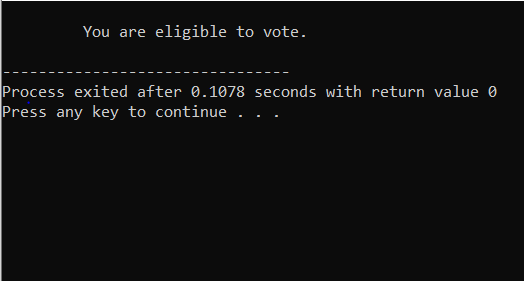 You are eligible to vote.
--------------------------------
Process exited after 0.1078 seconds with return value 0
Press any key to continue . . .